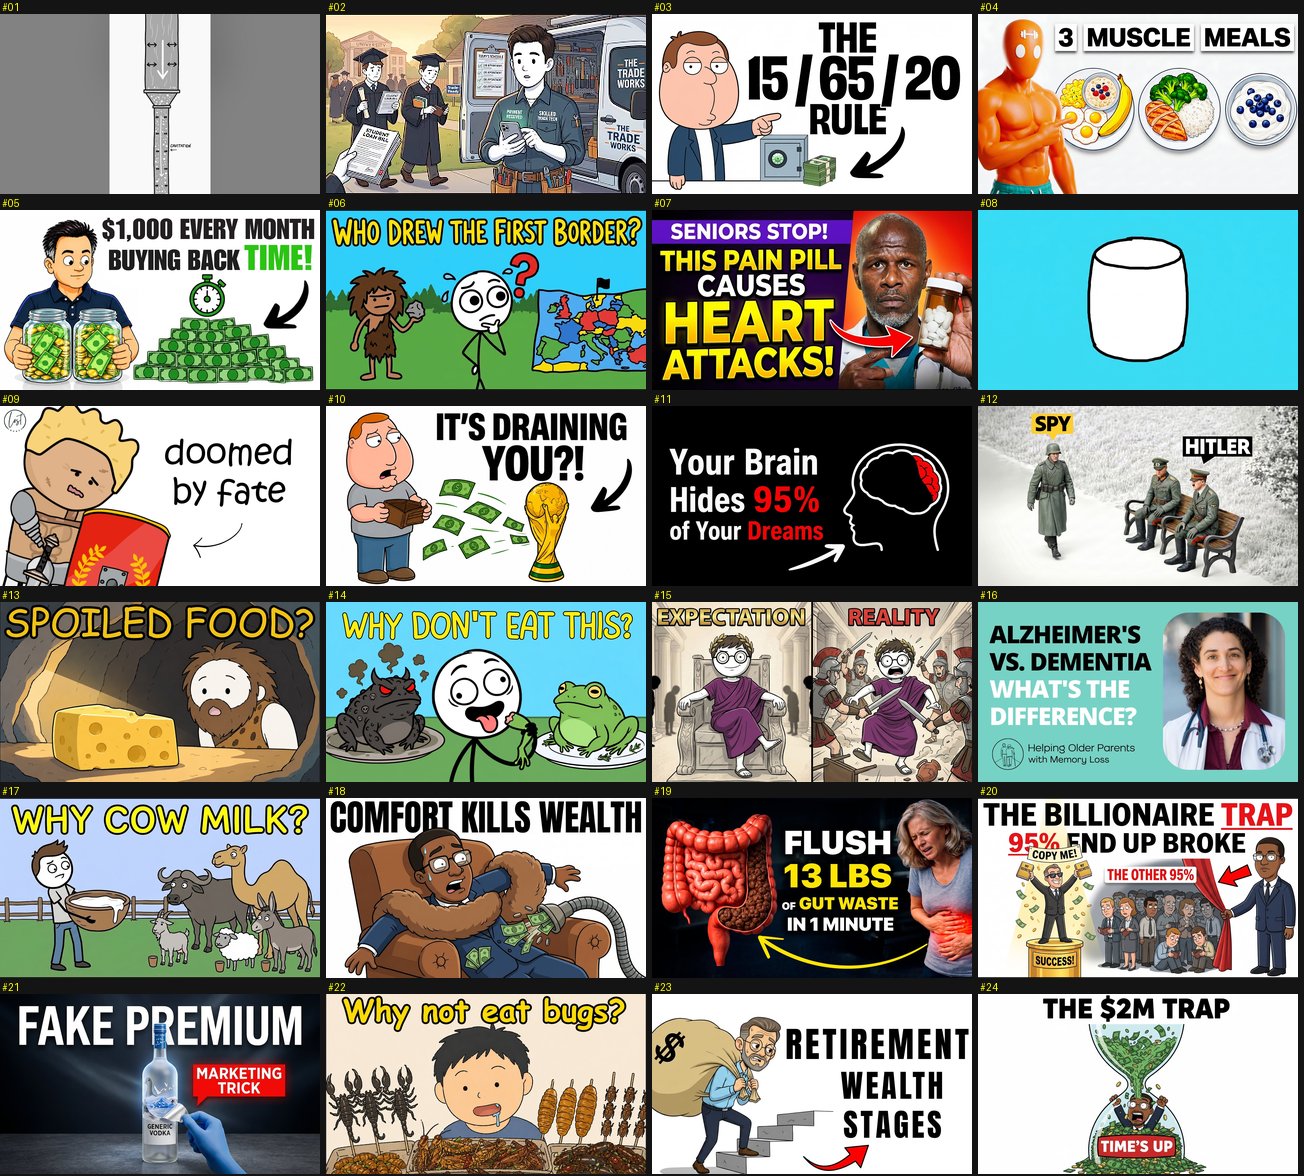 #01
CAVITATION
#02
UNIVERSITY
TODAY'S SCHEDULE
STUDENT
LOAN BILL
PAYMENT
RECEIVED
SKILLED
THE
TRADE
WORKS
THE TRADE
WORKS
#03
THE
15/65/20
RULE
#04
3 MUSCLE MEALS
#05
$1,000 EVERY MONTH
BUYING BACK TIME!
#06
WHO DREW THE FIRST BORDER?
?
#07
SENIORS STOP!
THIS PAIN PILL
CAUSES
HEART
ATTACKS!
#08
#09
Lost
doomed
by fate
#10
IT'S DRAINING
YOU?!
#11
Your Brain
Hides 95%
of Your Dreams
#12
SPY
HITLER
#13
SPOILED FOOD?
#14
WHY DON'T EAT THIS?
#15
EXPECTATION
REALITY
#16
ALZHEIMER'S
VS. DEMENTIA
WHAT'S THE
DIFFERENCE?
Helping Older Parents
with Memory Loss
#17
WHY COW MILK?
#18
COMFORT KILLS WEALTH
#19
FLUSH
13 LBS
OF GUT WASTE
IN 1 MINUTE
#20
THE BILLIONAIRE TRAP
95% END UP BROKE
COPY ME!
THE OTHER 95%
SUCCESS!
#21
FAKE PREMIUM
MARKETING
TRICK
GENERIC
VODKA
#22
Why not eat bugs?
#23
$
RETIREMENT
WEALTH
STAGES
#24
THE $2M TRAP
TIME'S UP